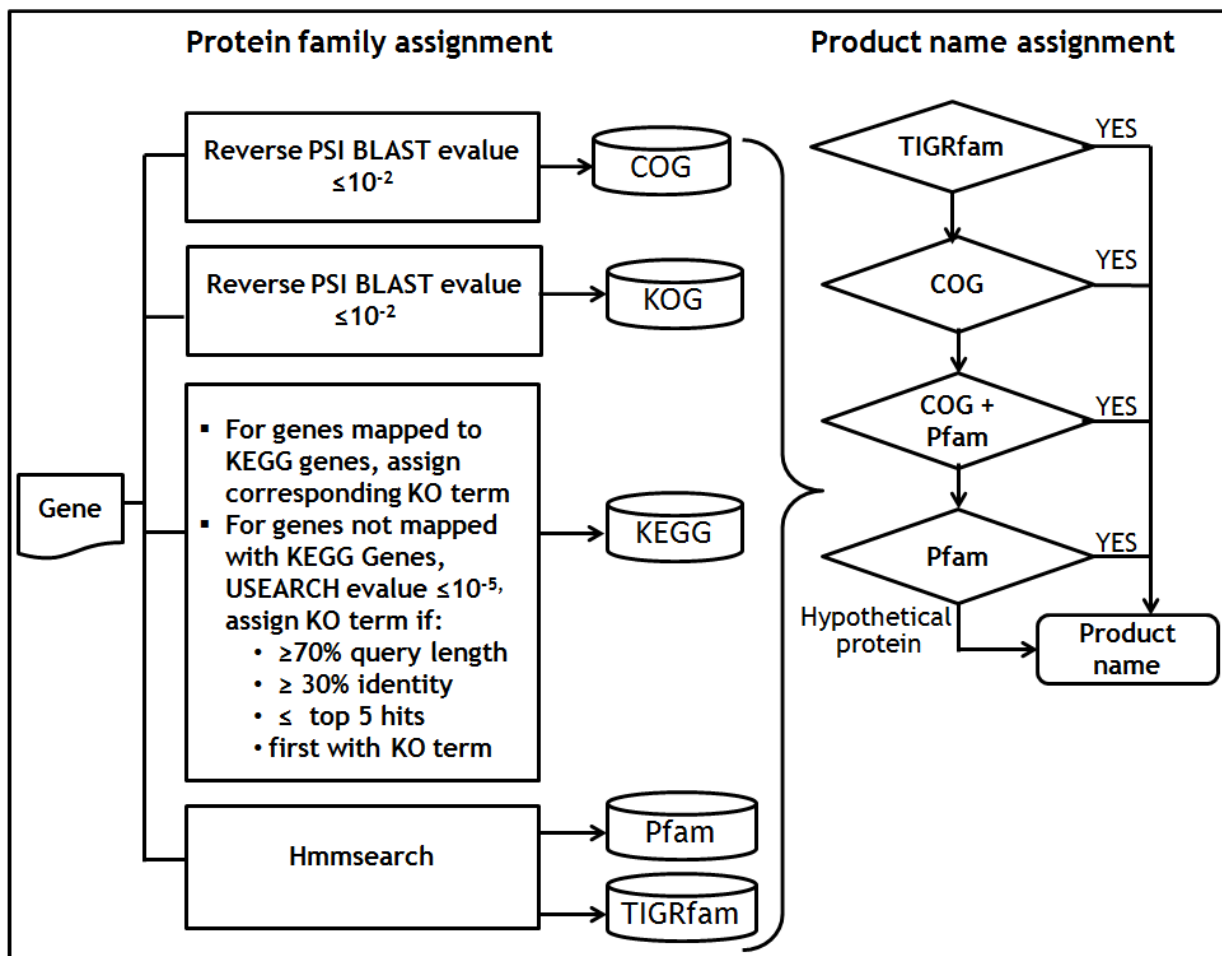 Protein family assignment
Product name assignment
Reverse PSI BLAST evalue
≤10⁻²
COG
Reverse PSI BLAST evalue
≤10⁻²
KOG
Gene
▪ For genes mapped to
KEGG genes, assign
corresponding KO term
▪ For genes not mapped
with KEGG Genes,
USEARCH evalue ≤10⁻⁵,
assign KO term if:
• ≥70% query length
• ≥ 30% identity
• ≤ top 5 hits
• first with KO term
KEGG
Hmmsearch
Pfam
TIGRfam
TIGRfam
YES
COG
YES
COG +
Pfam
YES
Pfam
YES
Hypothetical
protein
Product
name